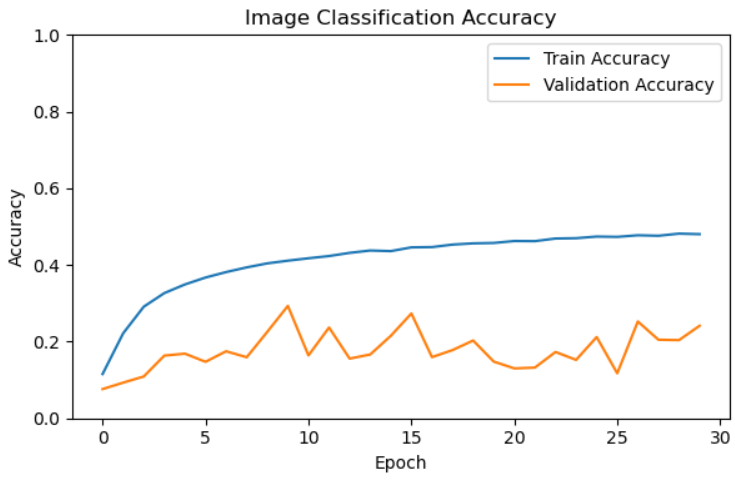 Image Classification Accuracy
1.0
0.8
0.6
0.4
0.2
0.0
Accuracy
Train Accuracy
Validation Accuracy
0 5 10 15 20 25 30
Epoch